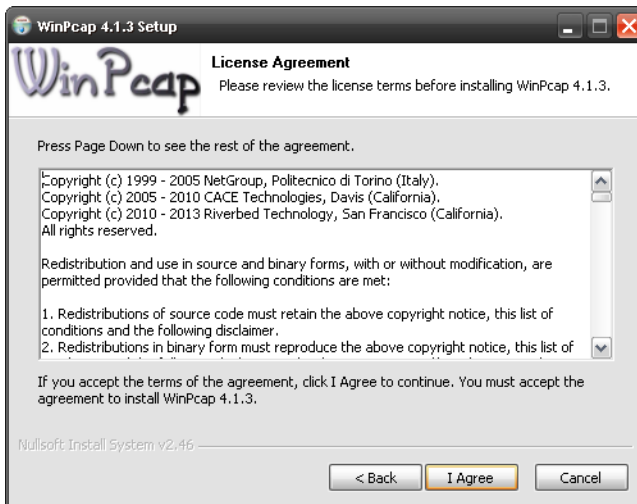 WinPcap 4.1.3 Setup
WinPcap
License Agreement
Please review the license terms before installing WinPcap 4.1.3.
Press Page Down to see the rest of the agreement.
Copyright (c) 1999 - 2005 NetGroup, Politecnico di Torino (Italy).
Copyright (c) 2005 - 2010 CACE Technologies, Davis (California).
Copyright (c) 2010 - 2013 Riverbed Technology, San Francisco (California).
All rights reserved.
Redistribution and use in source and binary forms, with or without modification, are
permitted provided that the following conditions are met:
1. Redistributions of source code must retain the above copyright notice, this list of
conditions and the following disclaimer.
2. Redistributions in binary form must reproduce the above copyright notice, this list of
If you accept the terms of the agreement, click I Agree to continue. You must accept the
agreement to install WinPcap 4.1.3.
Nullsoft Install System v2.46
< Back
I Agree
Cancel